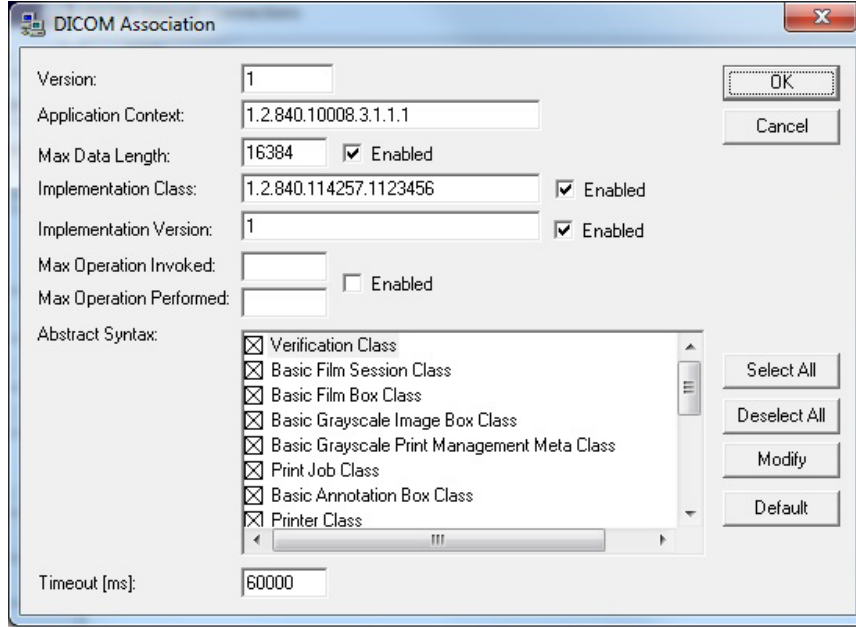 DICOM Association
Version: 1
OK
Application Context: 1.2.840.10008.3.1.1.1
Cancel
Max Data Length: 16384 Enabled
Implementation Class: 1.2.840.114257.1123456 Enabled
Implementation Version: 1 Enabled
Max Operation Invoked:
Enabled
Max Operation Performed:
Abstract Syntax:
Verification Class
Basic Film Session Class
Select All
Basic Film Box Class
Basic Grayscale Image Box Class
Deselect All
Basic Grayscale Print Management Meta Class
Modify
Print Job Class
Basic Annotation Box Class
Default
Printer Class
Timeout [ms]: 60000